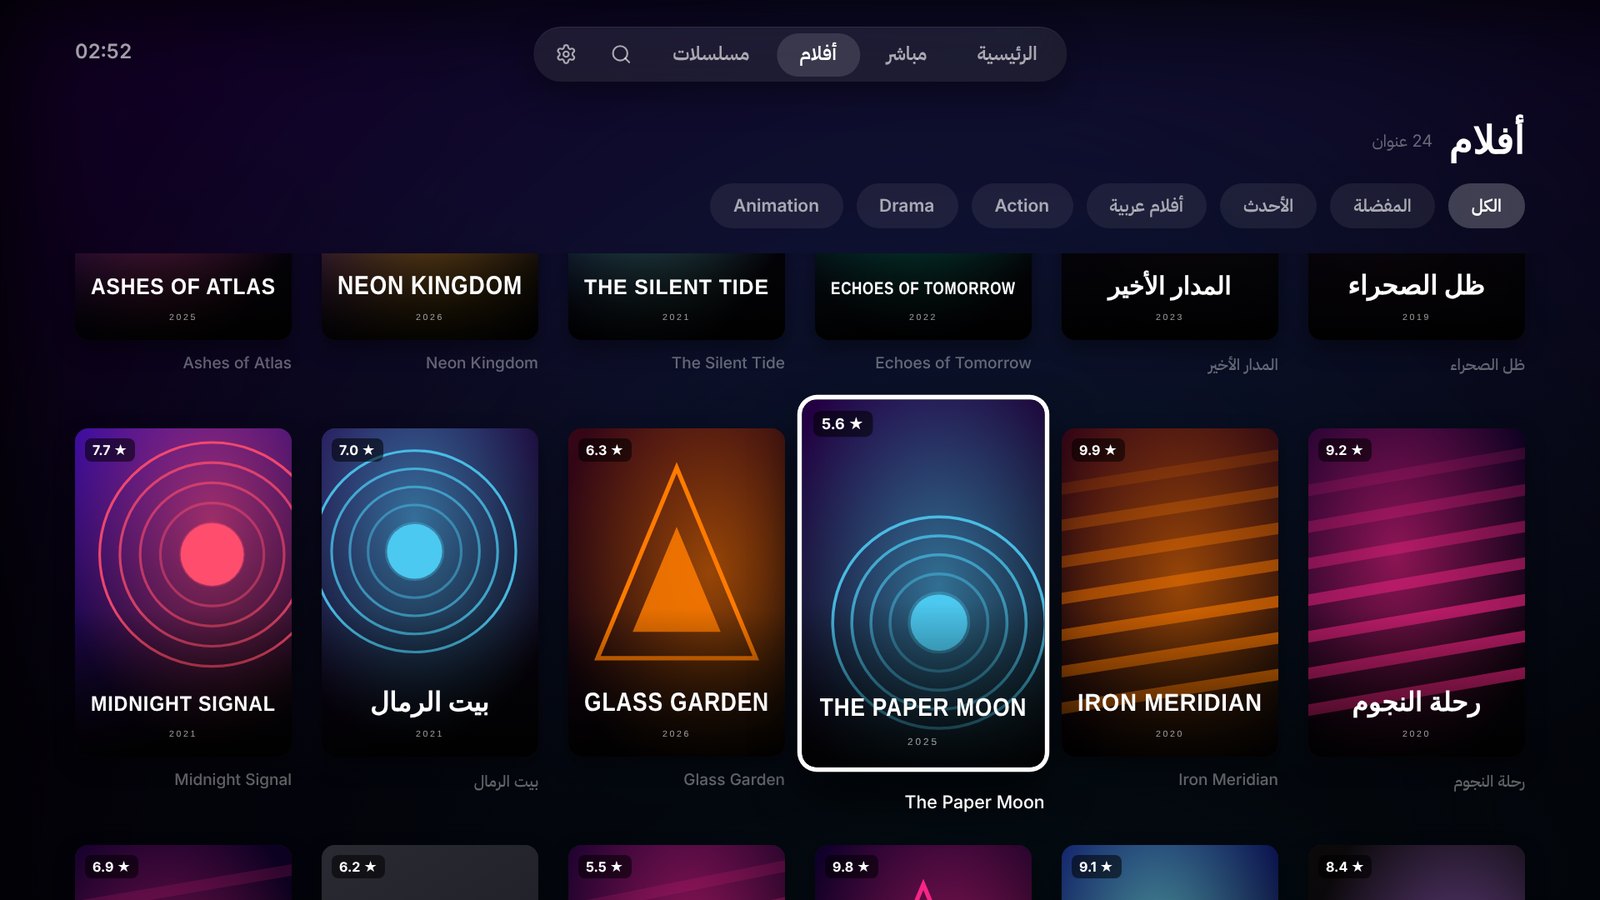 02:52
الرئيسية
مباشر
أفلام
مسلسلات
أفلام
24 عنوان
الكل
المفضلة
الأحدث
أفلام عربية
Action
Drama
Animation
ظل الصحراء
2019
ظل الصحراء
المدار الأخير
2023
المدار الأخير
ECHOES OF TOMORROW
2022
Echoes of Tomorrow
THE SILENT TIDE
2021
The Silent Tide
NEON KINGDOM
2026
Neon Kingdom
ASHES OF ATLAS
2025
Ashes of Atlas
9.2 ★
رحلة النجوم
2020
رحلة النجوم
9.9 ★
IRON MERIDIAN
2020
Iron Meridian
5.6 ★
THE PAPER MOON
2025
The Paper Moon
6.3 ★
GLASS GARDEN
2026
Glass Garden
7.0 ★
بيت الرمال
2021
بيت الرمال
7.7 ★
MIDNIGHT SIGNAL
2021
Midnight Signal
8.4 ★
9.1 ★
9.8 ★
5.5 ★
6.2 ★
6.9 ★